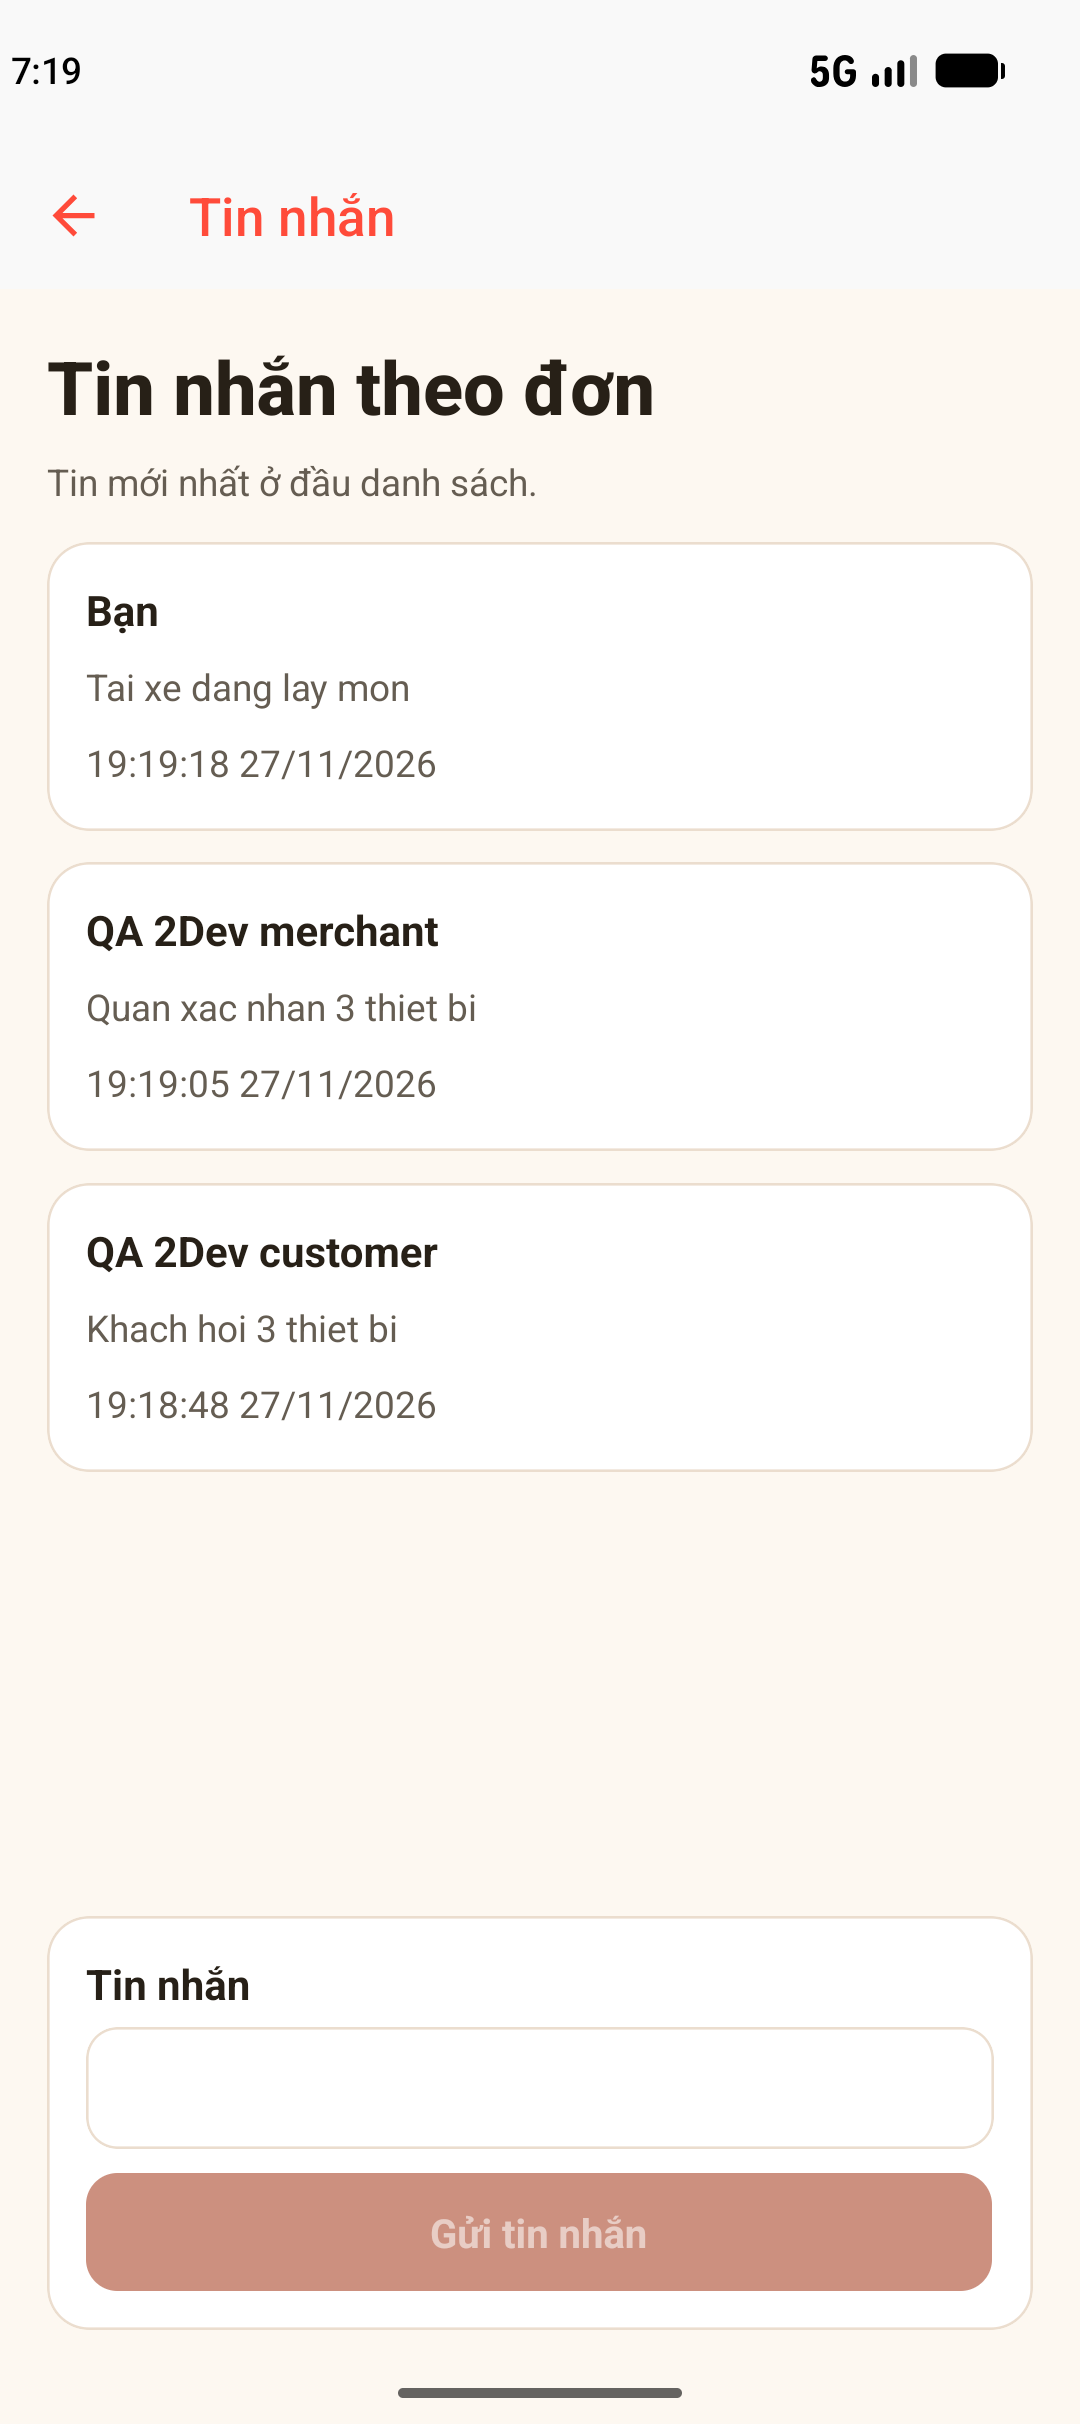 7:19
5G
Tin nhắn
Tin nhắn theo đơn
Tin mới nhất ở đầu danh sách.
Bạn
Tai xe dang lay mon
19:19:18 27/11/2026
QA 2Dev merchant
Quan xac nhan 3 thiet bi
19:19:05 27/11/2026
QA 2Dev customer
Khach hoi 3 thiet bi
19:18:48 27/11/2026
Tin nhắn
Gửi tin nhắn